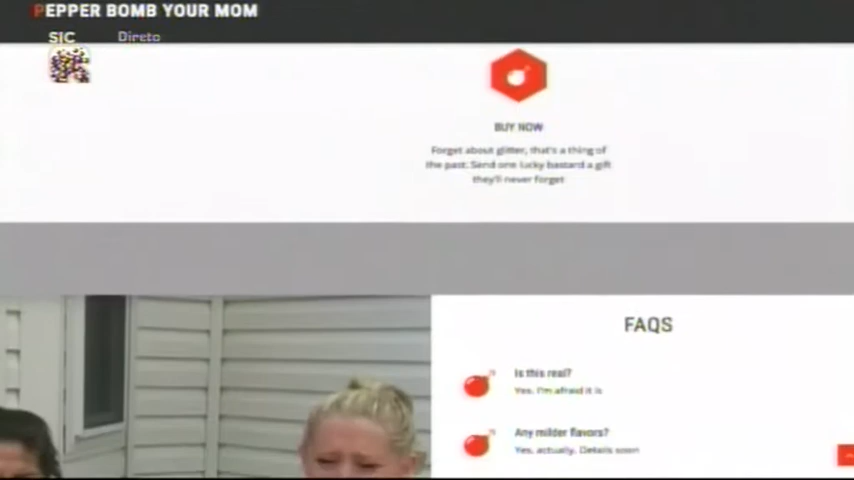 PEPPER BOMB YOUR MOM
SIC
Direto
BUY NOW
Forget about glitter, that's a thing of
the past. Send one lucky bastard a gift
they'll never forget
FAQS
Is this real?
Yes. I'm afraid it is
Any milder flavors?
Yes, actually. Details soon